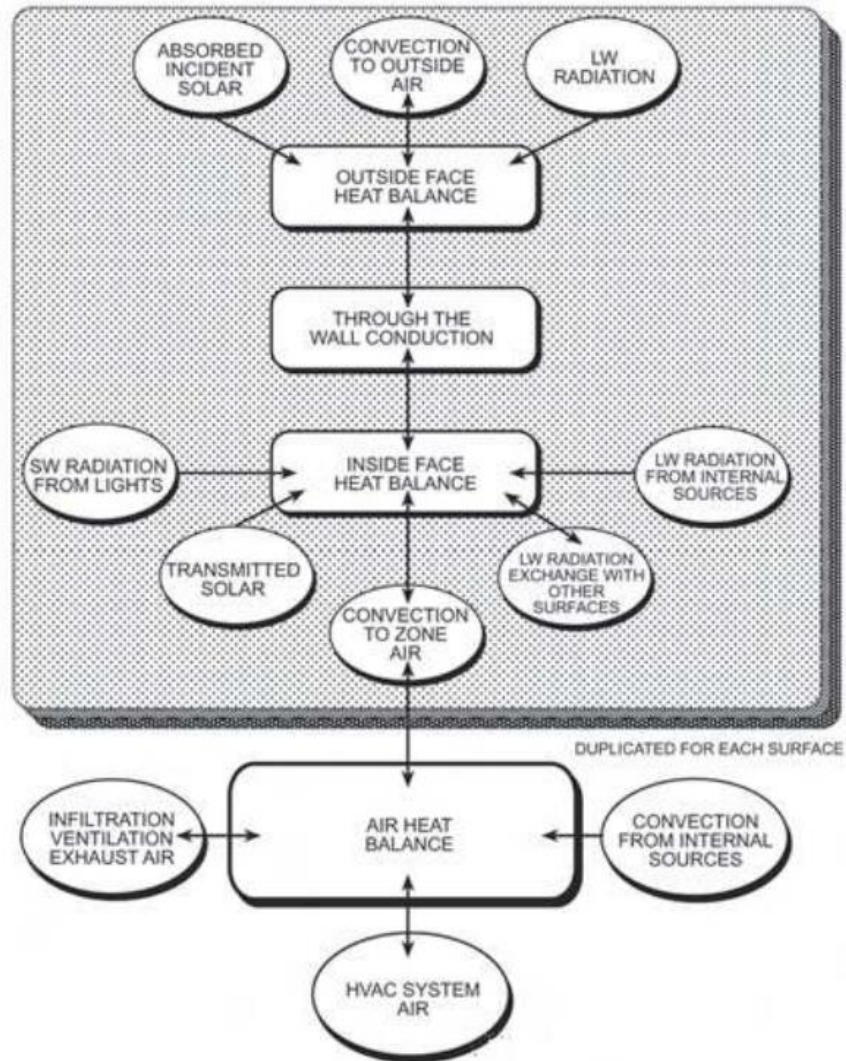 ABSORBED
INCIDENT
SOLAR
CONVECTION
TO OUTSIDE
AIR
LW
RADIATION
OUTSIDE FACE
HEAT BALANCE
THROUGH THE
WALL CONDUCTION
SW RADIATION
FROM LIGHTS
INSIDE FACE
HEAT BALANCE
LW RADIATION
FROM INTERNAL
SOURCES
TRANSMITTED
SOLAR
LW RADIATION
EXCHANGE WITH
OTHER
SURFACES
CONVECTION
TO ZONE
AIR
DUPLICATED FOR EACH SURFACE
INFILTRATION
VENTILATION
EXHAUST AIR
AIR HEAT
BALANCE
CONVECTION
FROM INTERNAL
SOURCES
HVAC SYSTEM
AIR